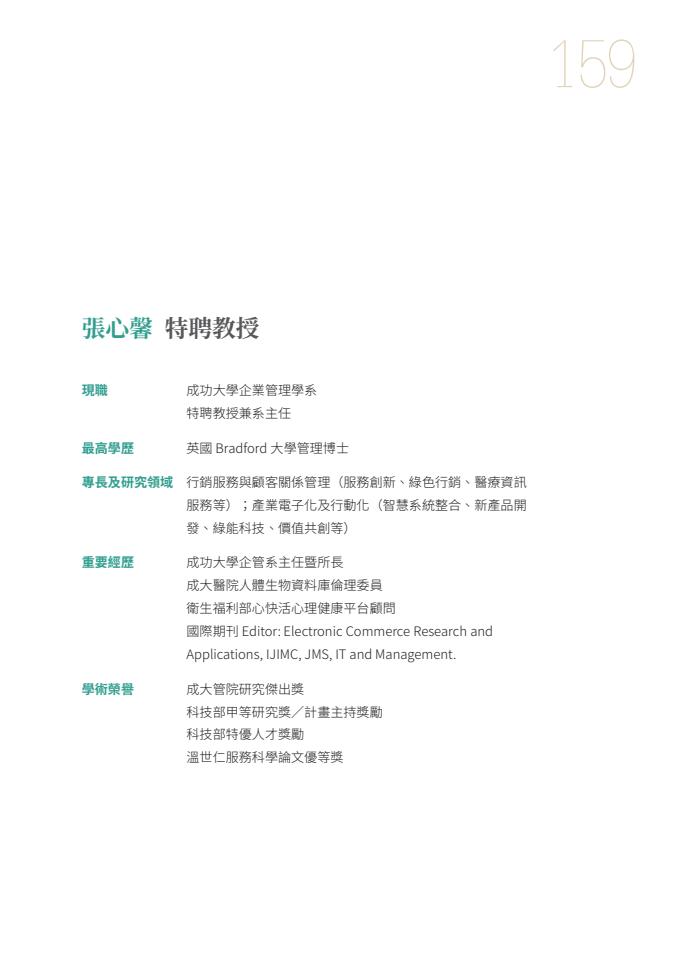 159
張心馨 特聘教授
現職 成功大學企業管理學系
特聘教授兼系主任
最高學歷 英國 Bradford 大學管理博士
專長及研究領域 行銷服務與顧客關係管理（服務創新、綠色行銷、醫療資訊
服務等）；產業電子化及行動化（智慧系統整合、新產品開
發、綠能科技、價值共創等）
重要經歷 成功大學企管系主任暨所長
成大醫院人體生物資料庫倫理委員
衛生福利部心快活心理健康平台顧問
國際期刊 Editor: Electronic Commerce Research and
Applications, IJIMC, JMS, IT and Management.
學術榮譽 成大管院研究傑出獎
科技部甲等研究獎／計畫主持獎勵
科技部特優人才獎勵
溫世仁服務科學論文優等獎